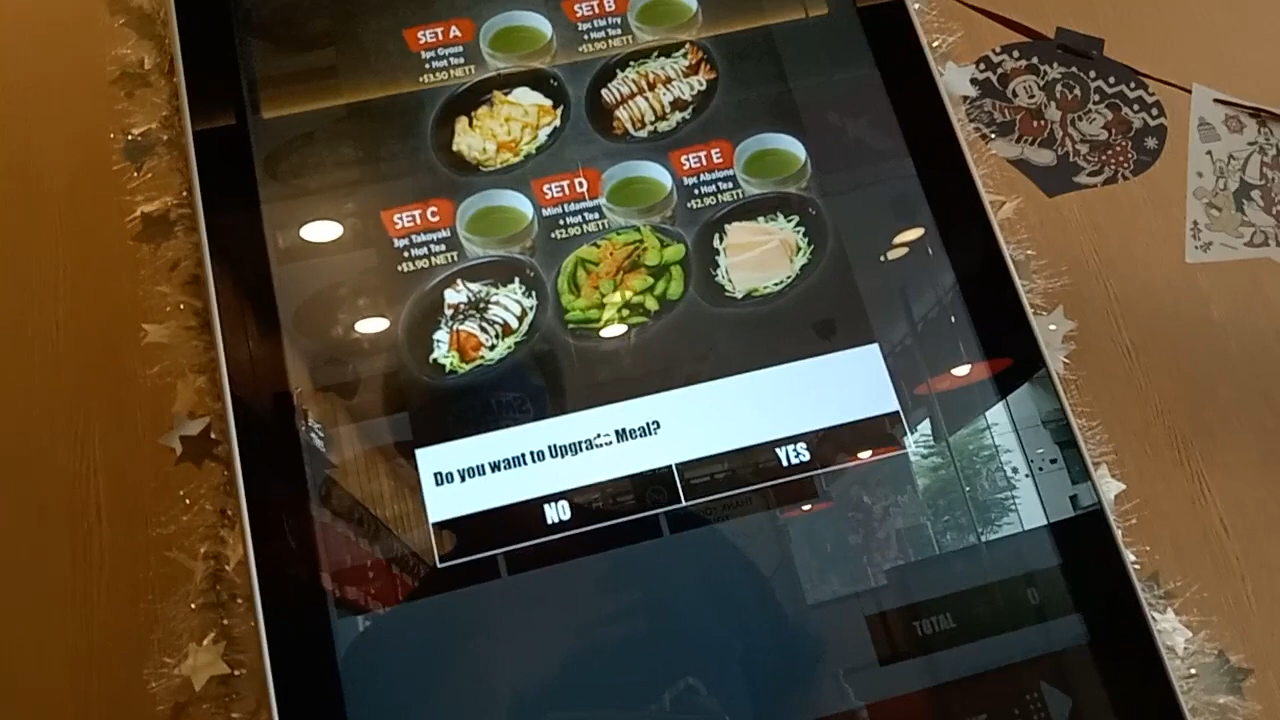 SET A
3pc Gyoza
+ Hot Tea
+$3.50 NETT
SET B
2pc Ebi Fry
+ Hot Tea
+$3.90 NETT
SET C
3pc Takoyaki
+ Hot Tea
+$3.90 NETT
SET D
Mini Edamame
+ Hot Tea
+$2.90 NETT
SET E
3pc Abalone
+ Hot Tea
+$2.90 NETT
Do you want to Upgrade Meal?
NO
YES
TOTAL
0